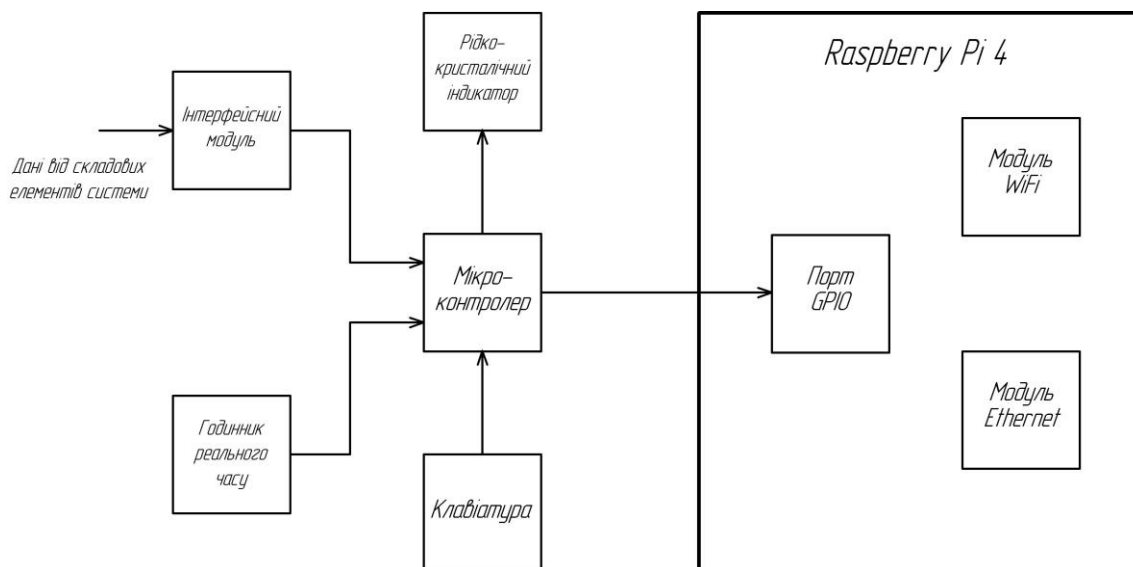 Рідко-
кристалічний
індикатор
Raspberry Pi 4
Інтерфейсний
модуль
Дані від складових
елементів системи
Модуль
WiFi
Мікро-
контролер
Порт
GPIO
Модуль
Ethernet
Годинник
реального
часу
Клавіатура